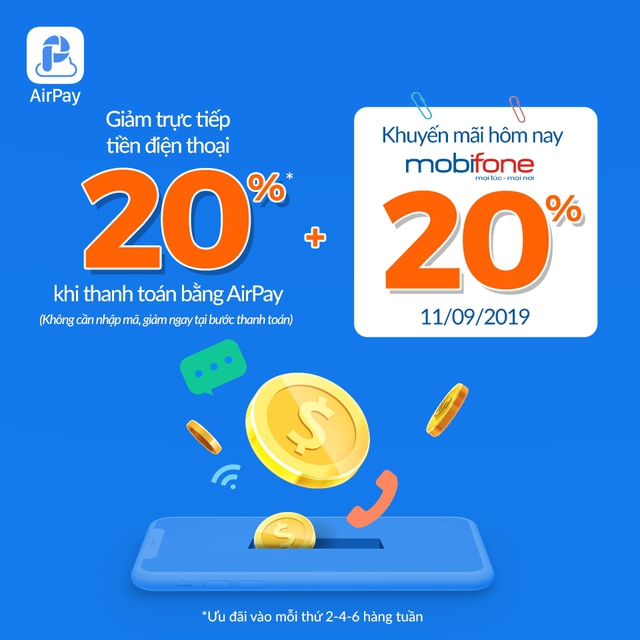 AirPay
Giảm trực tiếp
tiền điện thoại
20%*
khi thanh toán bằng AirPay
(Không cần nhập mã, giảm ngay tại bước thanh toán)
+
Khuyến mãi hôm nay
mobifone
mọi lúc - mọi nơi
20%
11/09/2019
*Ưu đãi vào mỗi thứ 2-4-6 hàng tuần